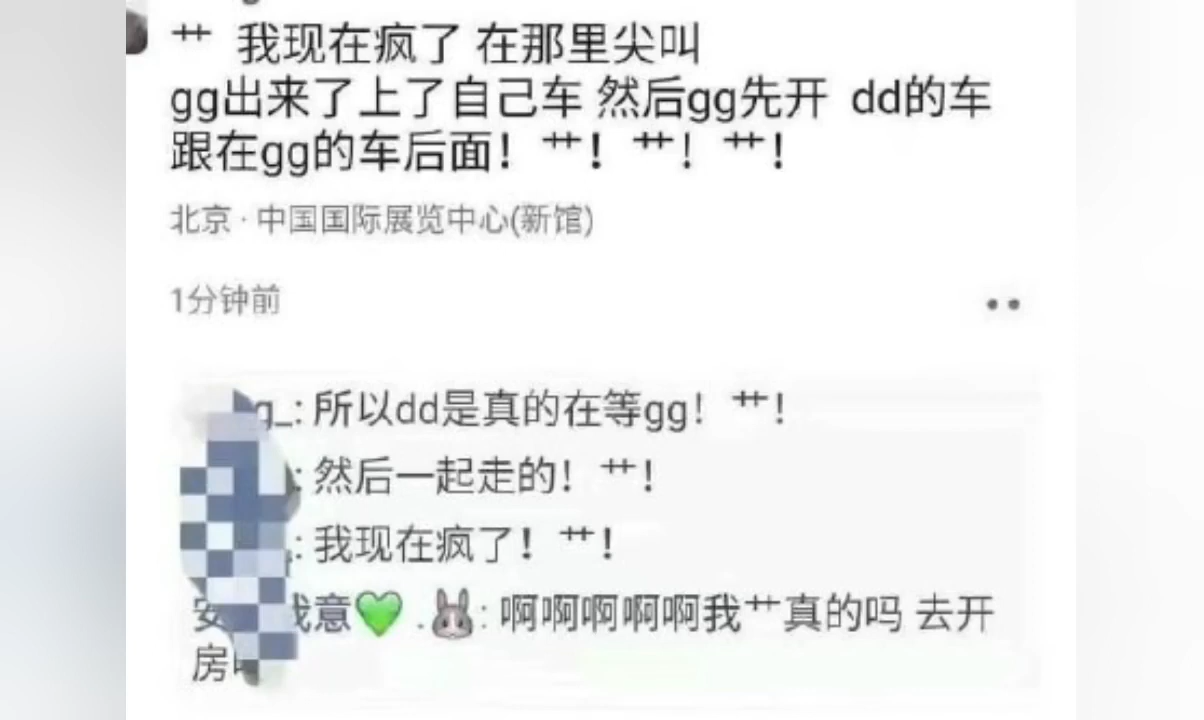 艹 我现在疯了 在那里尖叫
gg出来了上了自己车 然后gg先开 dd的车
跟在gg的车后面！艹！艹！艹！
北京·中国国际展览中心(新馆)
1分钟前
g_: 所以dd是真的在等gg！艹！
: 然后一起走的！艹！
_: 我现在疯了！艹！
安 我意💚.🐰: 啊啊啊啊啊我艹真的吗 去开
房